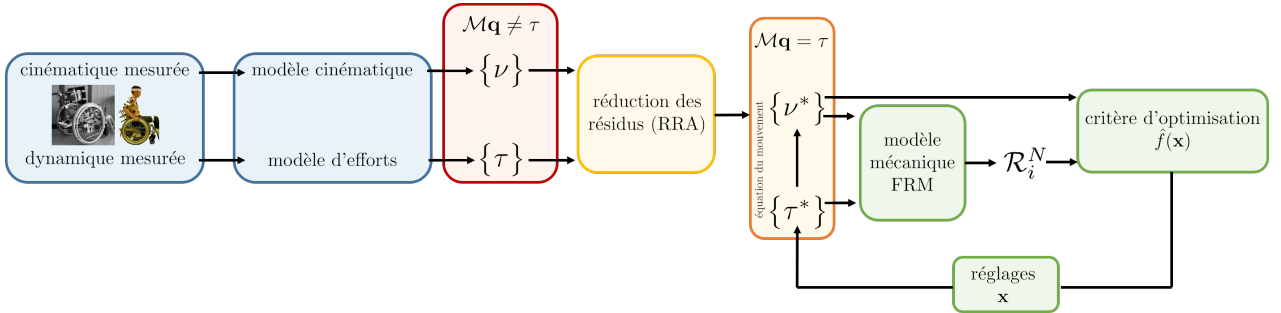 cinématique mesurée
dynamique mesurée
modèle cinématique
modèle d'efforts
ℳ𝐪 ≠ τ
{ν}
{τ}
réduction des
résidus (RRA)
ℳ𝐪 = τ
équation du mouvement
{ν*}
{τ*}
modèle
mécanique
FRM
ℛᵢᴺ
critère d'optimisation
f̂(𝐱)
réglages
𝐱